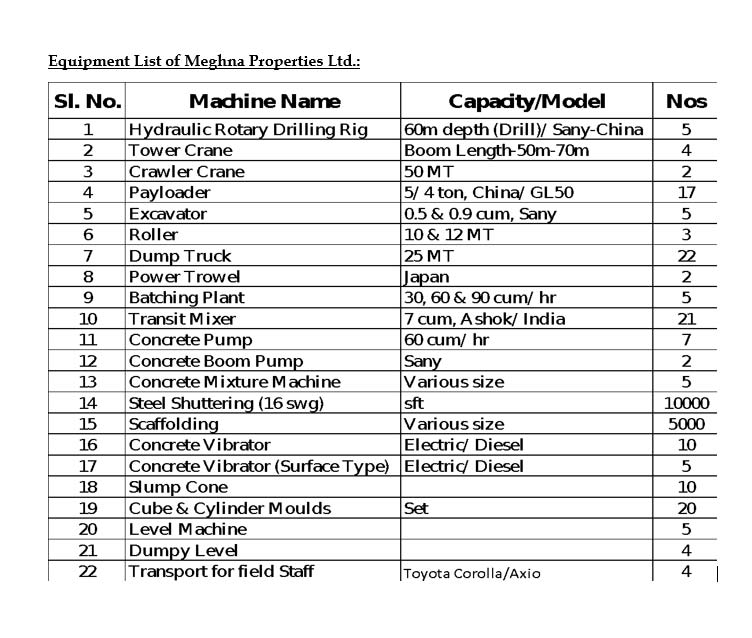 Equipment List of Meghna Properties Ltd.:
Sl. No. Machine Name Capacity/Model Nos
1 Hydraulic Rotary Drilling Rig 60m depth (Drill)/ Sany-China 5
2 Tower Crane Boom Length-50m-70m 4
3 Crawler Crane 50 MT 2
4 Payloader 5/ 4 ton, China/ GL50 17
5 Excavator 0.5 & 0.9 cum, Sany 5
6 Roller 10 & 12 MT 3
7 Dump Truck 25 MT 22
8 Power Trowel Japan 2
9 Batching Plant 30, 60 & 90 cum/ hr 5
10 Transit Mixer 7 cum, Ashok/ India 21
11 Concrete Pump 60 cum/ hr 7
12 Concrete Boom Pump Sany 2
13 Concrete Mixture Machine Various size 5
14 Steel Shuttering (16 swg) sft 10000
15 Scaffolding Various size 5000
16 Concrete Vibrator Electric/ Diesel 10
17 Concrete Vibrator (Surface Type) Electric/ Diesel 5
18 Slump Cone 10
19 Cube & Cylinder Moulds Set 20
20 Level Machine 5
21 Dumpy Level 4
22 Transport for field Staff Toyota Corolla/Axio 4